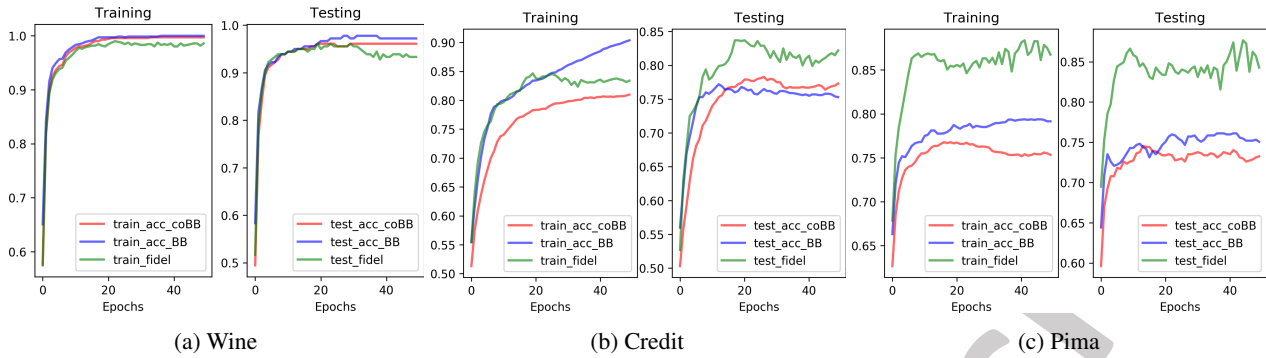 Training
1.0
0.9
0.8
0.7
0.6
0
20
40
Epochs
train_acc_coBB
train_acc_BB
train_fidel
Testing
1.0
0.9
0.8
0.7
0.6
0.5
0
20
40
Epochs
test_acc_coBB
test_acc_BB
test_fidel
(a) Wine
Training
0.90
0.85
0.80
0.75
0.70
0.65
0.60
0.55
0.50
0
20
40
Epochs
train_acc_coBB
train_acc_BB
train_fidel
Testing
0.85
0.80
0.75
0.70
0.65
0.60
0.55
0.50
0
20
40
Epochs
test_acc_coBB
test_acc_BB
test_fidel
(b) Credit
Training
0.85
0.80
0.75
0.70
0.65
0
20
40
Epochs
train_acc_coBB
train_acc_BB
train_fidel
Testing
0.85
0.80
0.75
0.70
0.65
0.60
0
20
40
Epochs
test_acc_coBB
test_acc_BB
test_fidel
(c) Pima